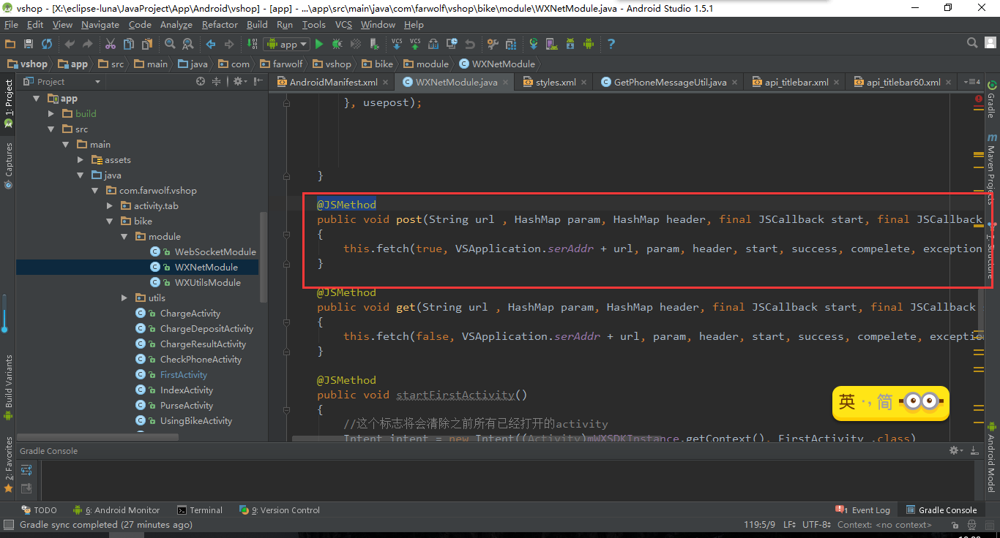 vshop - [X:\eclipse-luna\JavaProject\App\Android\vshop] - [app] - ...\app\src\main\java\com\farwolf\vshop\bike\module\WXNetModule.java - Android Studio 1.5.1
File Edit View Navigate Code Analyze Refactor Build Run Tools VCS Window Help
app
vshop app src main java com farwolf vshop bike module WXNetModule
Project
AndroidManifest.xml WXNetModule.java styles.xml GetPhoneMessageUtil.java api_titlebar.xml api_titlebar60.xml 4
1: Project
Captures
Build Variants
2: Favorites
app
build
src
main
assets
java
com.farwolf.vshop
activity.tab
bike
module
WebSocketModule
WXNetModule
WXUtilsModule
utils
ChargeActivity
ChargeDepositActivity
ChargeResultActivity
CheckPhoneActivity
FirstActivity
IndexActivity
PurseActivity
UsingBikeActivity
}, usepost);
}
@JSMethod
public void post(String url , HashMap param, HashMap header, final JSCallback start, final JSCallback
{
this.fetch(true, VSApplication.serAddr + url, param, header, start, success, compelete, exception
}
@JSMethod
public void get(String url , HashMap param, HashMap header, final JSCallback start, final JSCallback
{
this.fetch(false, VSApplication.serAddr + url, param, header, start, success, compelete, exceptio
}
@JSMethod
public void startFirstActivity()
{
//这个标志将会清除之前所有已经打开的activity
Intent intent = new Intent((Activity)mWXSDKInstance.getContext(), FirstActivity .class)
英 ·, 简
Gradle
Maven Projects
Android Model
Gradle Console
TODO 6: Android Monitor Terminal 9: Version Control 1 Event Log Gradle Console
Gradle sync completed (27 minutes ago) 119:5/9 LF UTF-8 Context: <no context>